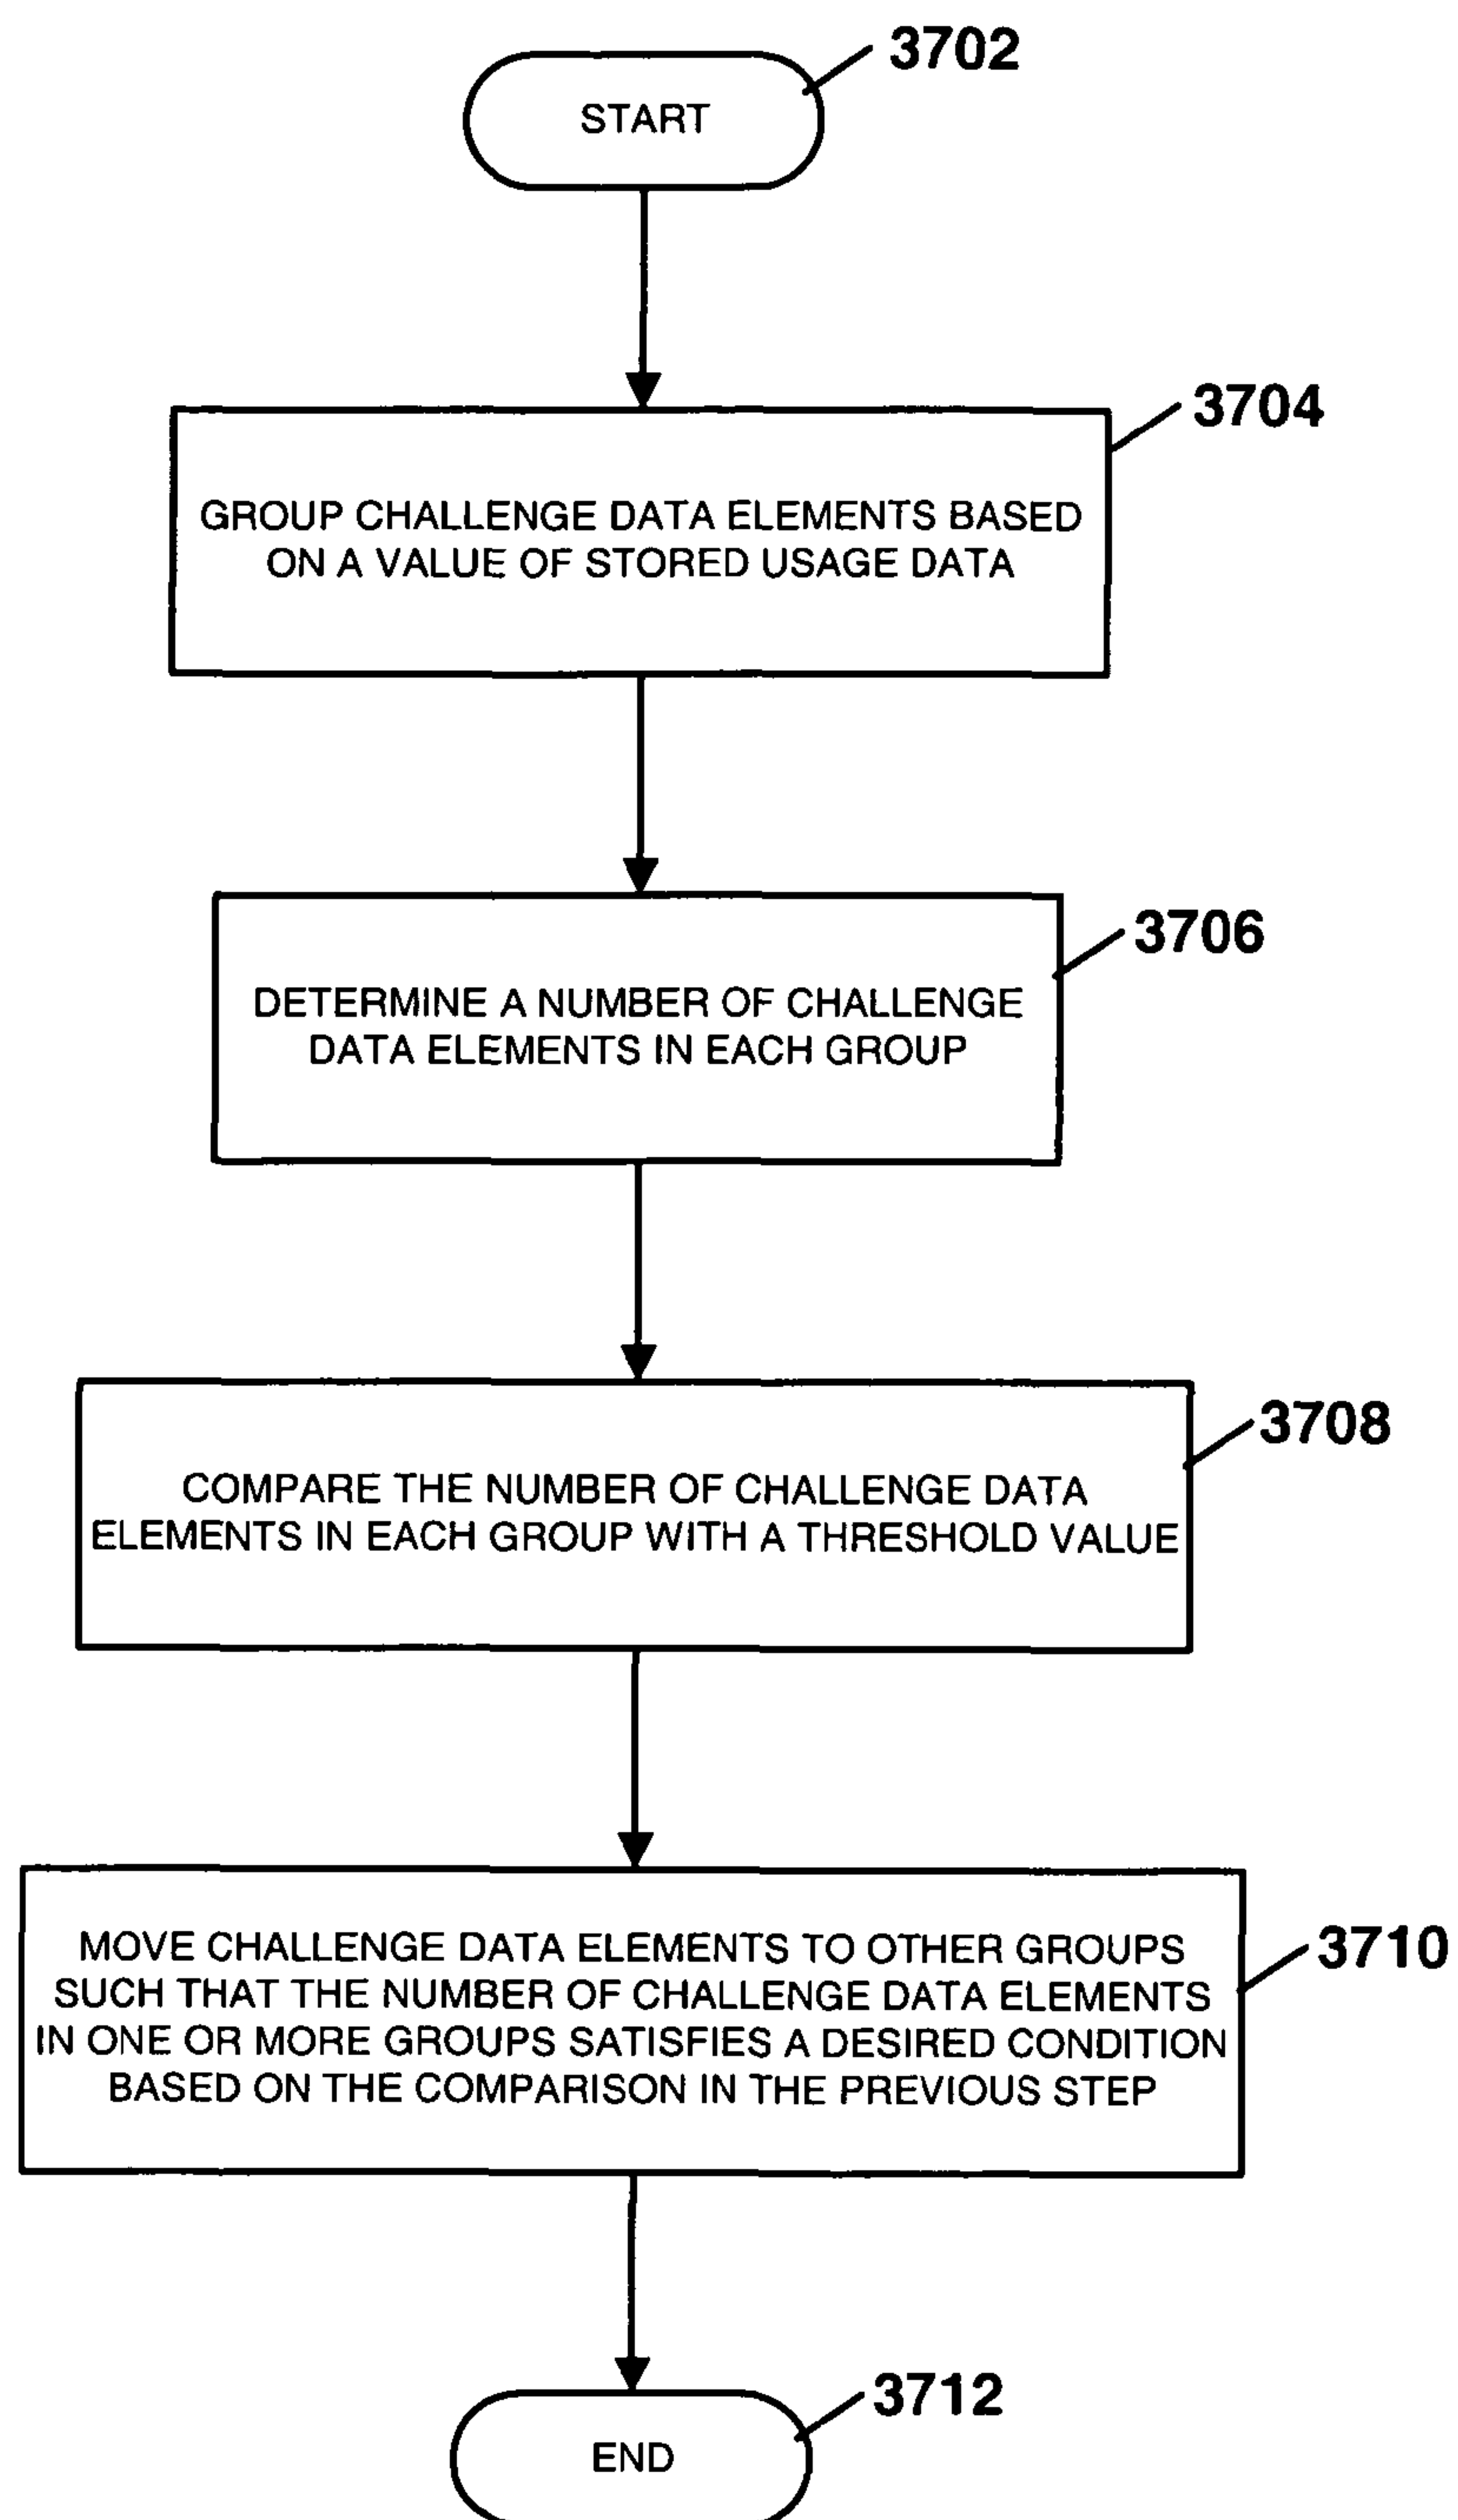 3702
START
3704
GROUP CHALLENGE DATA ELEMENTS BASED
ON A VALUE OF STORED USAGE DATA
3706
DETERMINE A NUMBER OF CHALLENGE
DATA ELEMENTS IN EACH GROUP
3708
COMPARE THE NUMBER OF CHALLENGE DATA
ELEMENTS IN EACH GROUP WITH A THRESHOLD VALUE
3710
MOVE CHALLENGE DATA ELEMENTS TO OTHER GROUPS
SUCH THAT THE NUMBER OF CHALLENGE DATA ELEMENTS
IN ONE OR MORE GROUPS SATISFIES A DESIRED CONDITION
BASED ON THE COMPARISON IN THE PREVIOUS STEP
3712
END